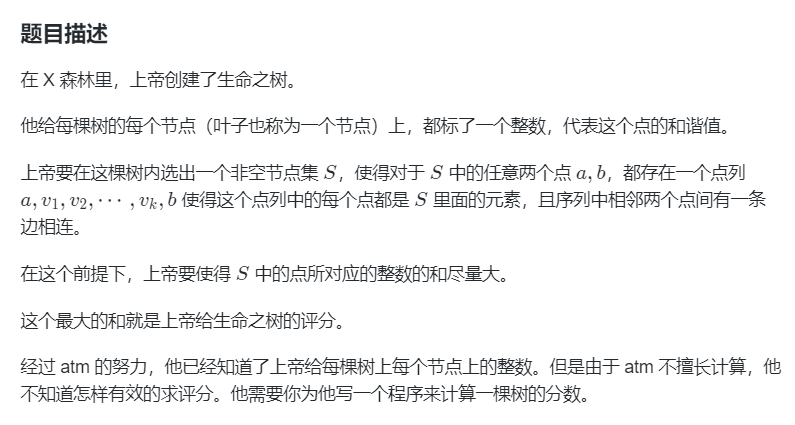 题目描述
在 X 森林里，上帝创建了生命之树。
他给每棵树的每个节点（叶子也称为一个节点）上，都标了一个整数，代表这个点的和谐值。
上帝要在这棵树内选出一个非空节点集 S，使得对于 S 中的任意两个点 a, b，都存在一个点列
a, v₁, v₂, ⋯ , vₖ, b 使得这个点列中的每个点都是 S 里面的元素，且序列中相邻两个点间有一条
边相连。
在这个前提下，上帝要使得 S 中的点所对应的整数的和尽量大。
这个最大的和就是上帝给生命之树的评分。
经过 atm 的努力，他已经知道了上帝给每棵树上每个节点上的整数。但是由于 atm 不擅长计算，他
不知道怎样有效的求评分。他需要你为他写一个程序来计算一棵树的分数。